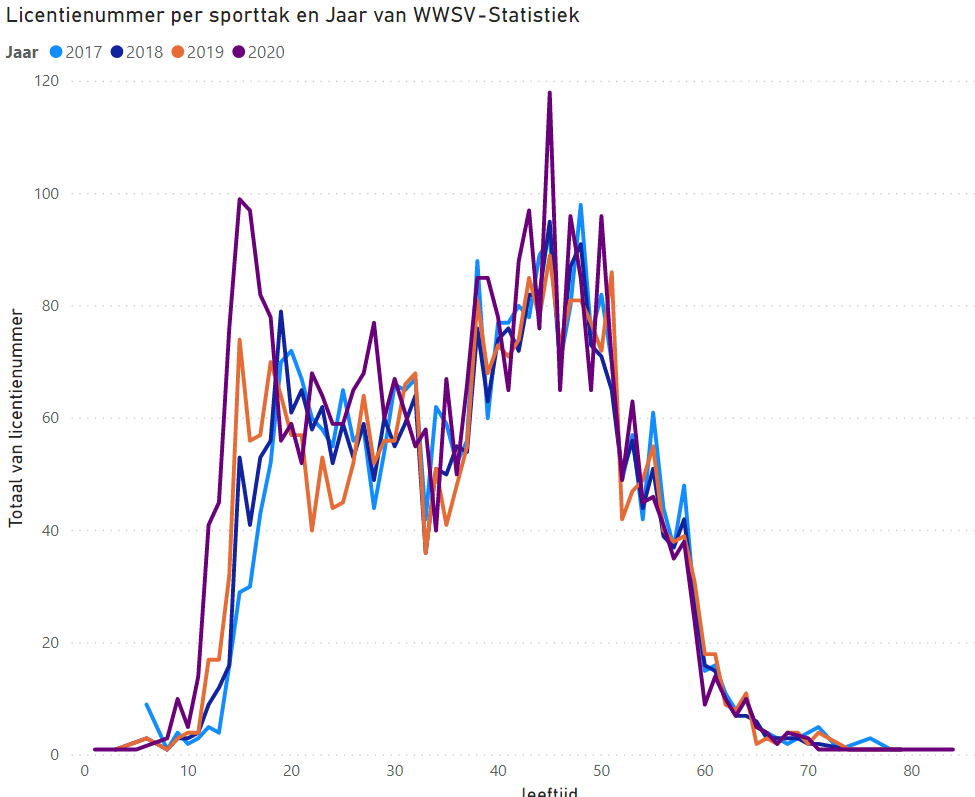 Licentienummer per sporttak en Jaar van WWSV-Statistiek
Jaar 2017 2018 2019 2020
120
100
80
60
40
20
0
Totaal van licentienummer
0 10 20 30 40 50 60 70 80
leeftijd